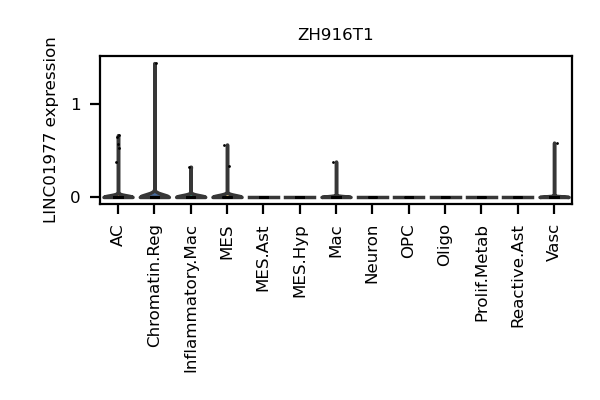 ZH916T1
LINC01977 expression
1
0
AC
Chromatin.Reg
Inflammatory.Mac
MES
MES.Ast
MES.Hyp
Mac
Neuron
OPC
Oligo
Prolif.Metab
Reactive.Ast
Vasc